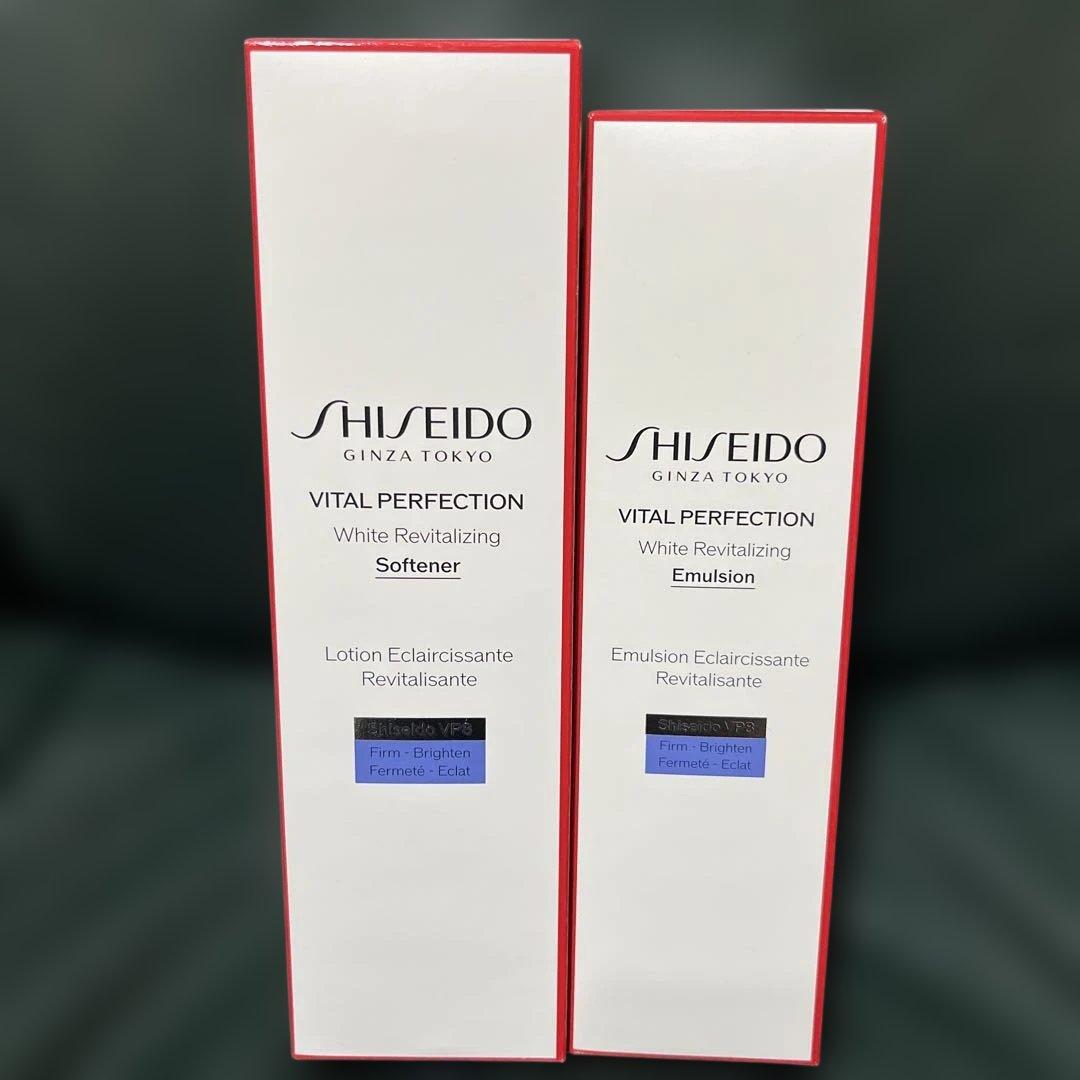 SHISEIDO
GINZA TOKYO
VITAL PERFECTION
White Revitalizing
Softener
Lotion Eclaircissante
Revitalisante
Shiseido VP8
Firm - Brighten
Fermeté - Eclat
SHISEIDO
GINZA TOKYO
VITAL PERFECTION
White Revitalizing
Emulsion
Emulsion Eclaircissante
Revitalisante
Shiseido VP8
Firm - Brighten
Fermeté - Eclat